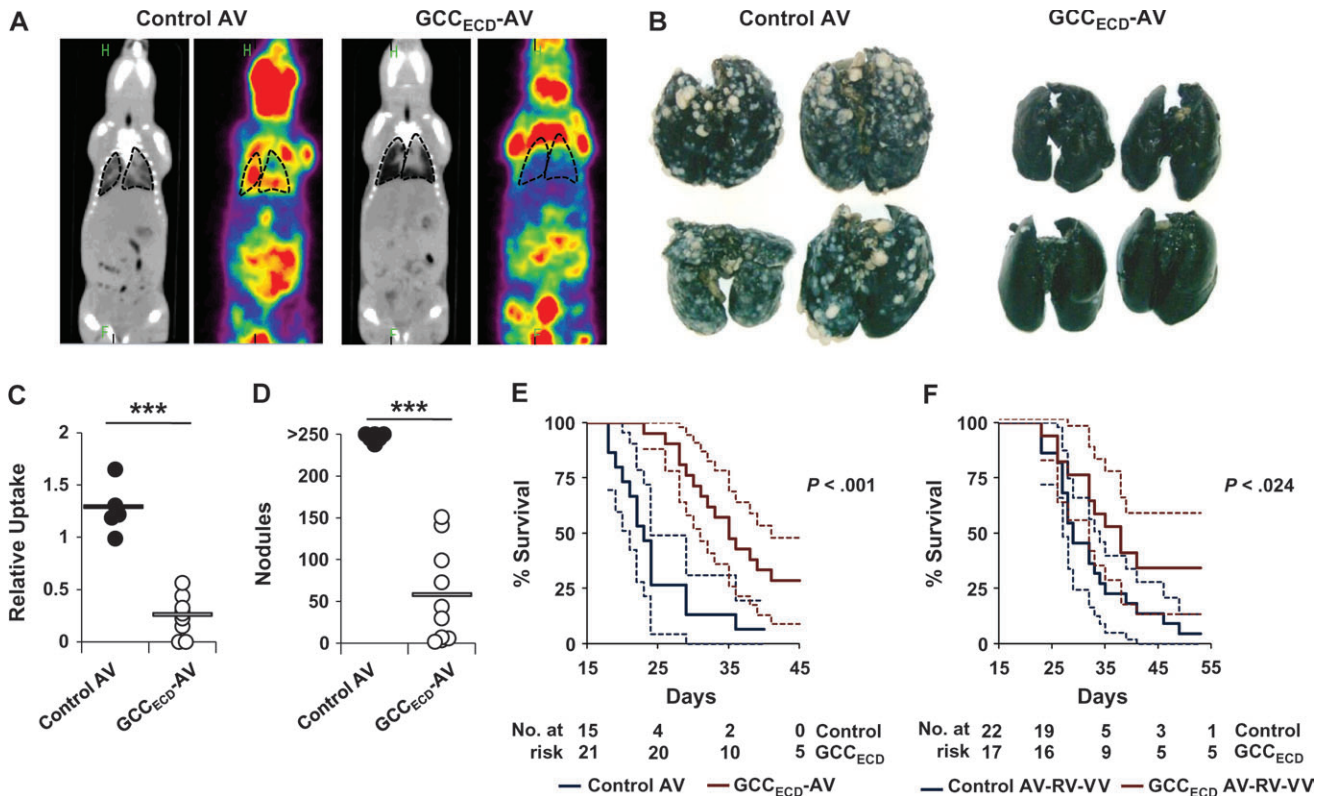 A
Control AV
GCCECD-AV
H
H
H
H
F
F
B
Control AV
GCCECD-AV
C
***
2
1.5
1
0.5
0
Relative Uptake
Control AV
GCCECD-AV
D
***
>250
200
150
100
50
0
Nodules
Control AV
GCCECD-AV
E
100
75
50
25
0
% Survival
P < .001
15 25 35 45
Days
No. at 15 4 2 0 Control
risk 21 20 10 5 GCCECD
Control AV GCCECD-AV
F
100
75
50
25
0
% Survival
P < .024
15 25 35 45 55
Days
No. at 22 19 5 3 1 Control
risk 17 16 9 5 5 GCCECD
Control AV-RV-VV GCCECD AV-RV-VV